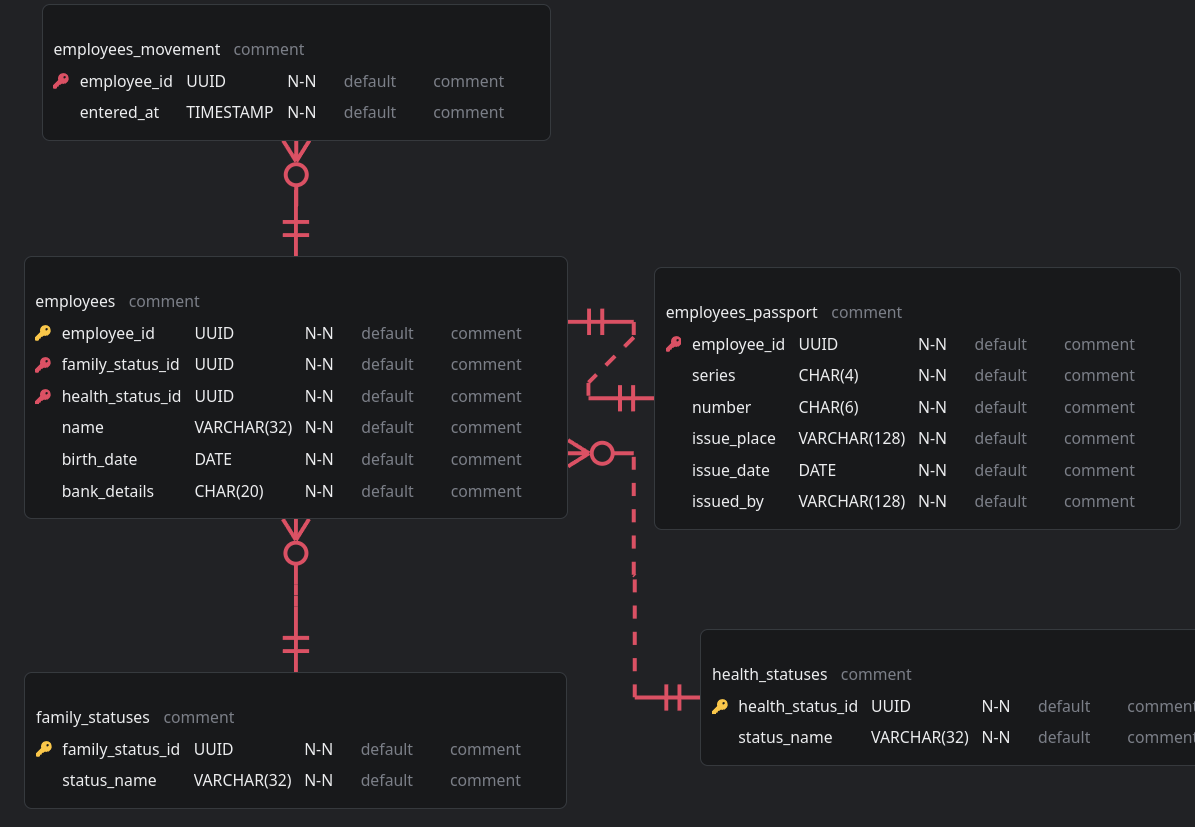 employees_movement comment
employee_id UUID N-N default comment
entered_at TIMESTAMP N-N default comment
employees comment
employee_id UUID N-N default comment
family_status_id UUID N-N default comment
health_status_id UUID N-N default comment
name VARCHAR(32) N-N default comment
birth_date DATE N-N default comment
bank_details CHAR(20) N-N default comment
employees_passport comment
employee_id UUID N-N default comment
series CHAR(4) N-N default comment
number CHAR(6) N-N default comment
issue_place VARCHAR(128) N-N default comment
issue_date DATE N-N default comment
issued_by VARCHAR(128) N-N default comment
family_statuses comment
family_status_id UUID N-N default comment
status_name VARCHAR(32) N-N default comment
health_statuses comment
health_status_id UUID N-N default comment
status_name VARCHAR(32) N-N default comment